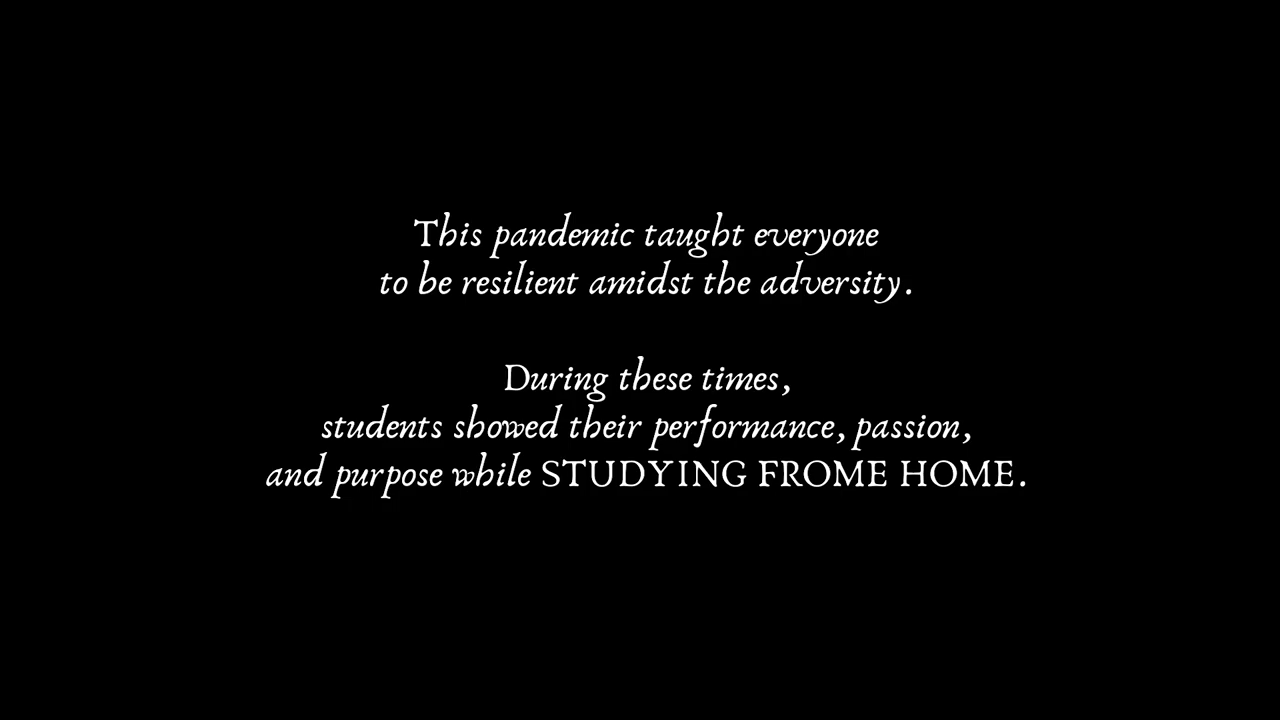 This pandemic taught everyone
to be resilient amidst the adversity.
During these times,
students showed their performance, passion,
and purpose while STUDYING FROME HOME.